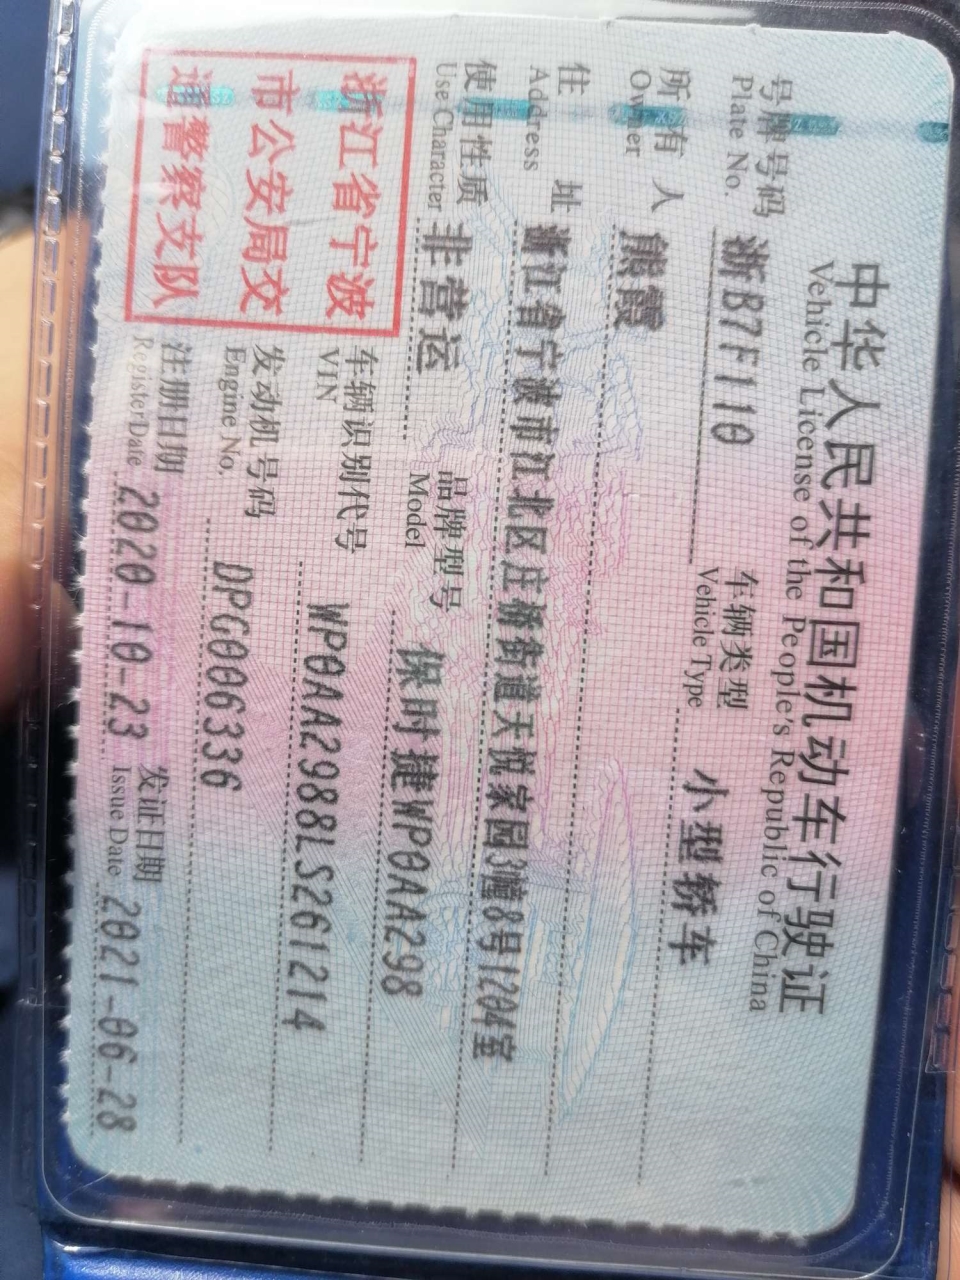 中华人民共和国机动车行驶证
Vehicle License of the People's Republic of China
号牌号码 浙B7F110 车辆类型 小型轿车
Plate No. Vehicle Type
所有人 熊霞
Owner
住址 浙江省宁波市江北区庄桥街道天悦家园3幢8号1204室
Address
使用性质 非营运 品牌型号 保时捷WP0AA298
Use Character Model
浙江省宁波
市公安局交
通警察支队
车辆识别代号 WP0AA2988LS261214
VIN
发动机号码 DPG006336
Engine No.
注册日期 2020-10-23 发证日期 2021-06-28
Register Date Issue Date